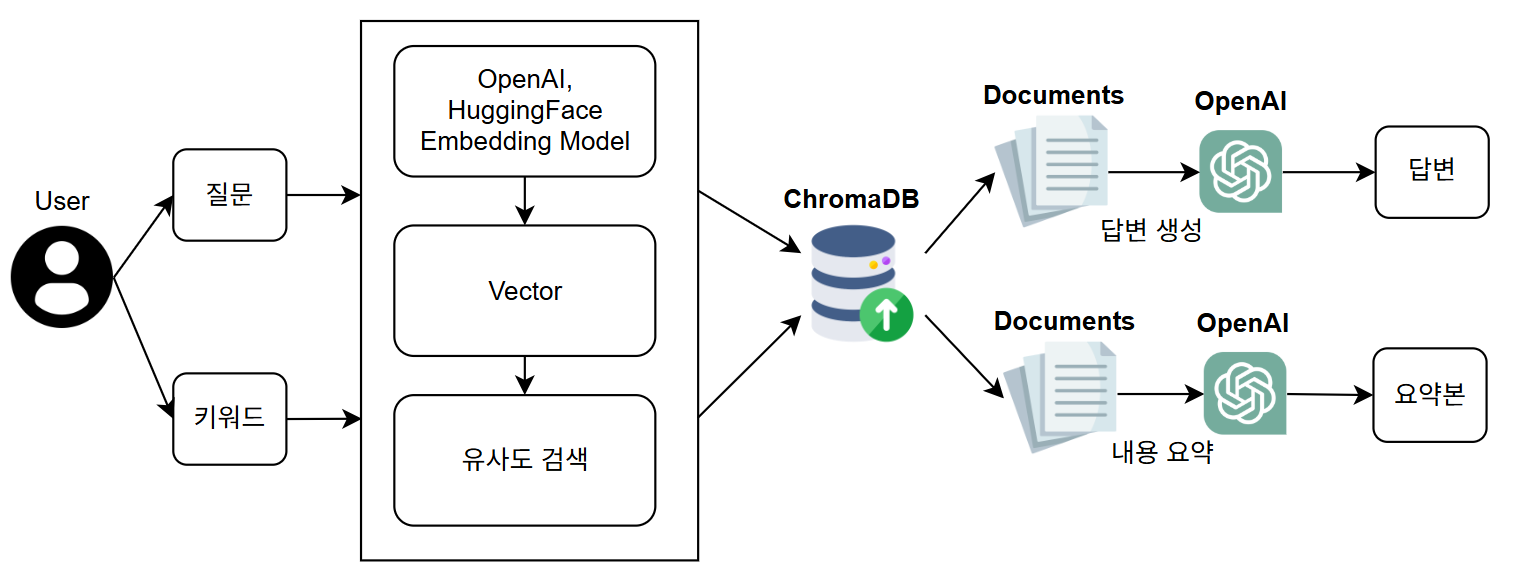 User
질문
키워드
OpenAI,
HuggingFace
Embedding Model
Vector
유사도 검색
ChromaDB
Documents
OpenAI
답변 생성
답변
Documents
OpenAI
내용 요약
요약본